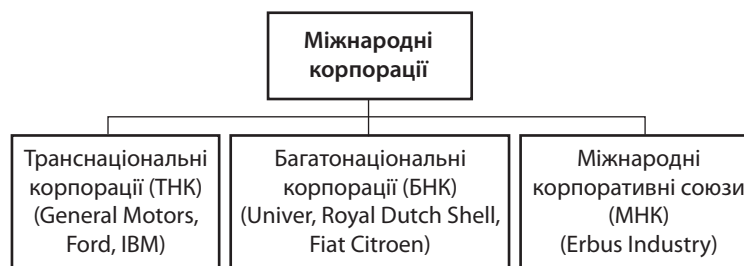 Міжнародні
корпорації
Транснаціональні
корпорації (ТНК)
(General Motors,
Ford, IBM)
Багатонаціональні
корпорації (БНК)
(Univer, Royal Dutch Shell,
Fiat Citroen)
Міжнародні
корпоративні союзи
(МНК)
(Erbus Industry)